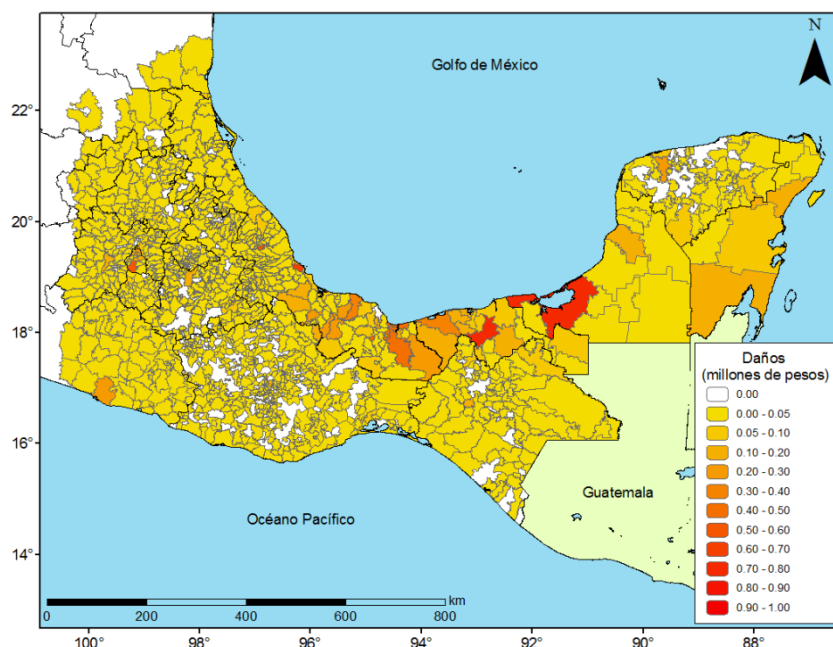 N
Golfo de México
22°
20°
19°
18°
16°
14°
Océano Pacífico
Guatemala
Daños
(millones de pesos)
0.00
0.00 - 0.05
0.05 - 0.10
0.10 - 0.20
0.20 - 0.30
0.30 - 0.40
0.40 - 0.50
0.50 - 0.60
0.60 - 0.70
0.70 - 0.80
0.80 - 0.90
0.90 - 1.00
km
0 200 400 600 800
100° 98° 96° 94° 92° 90° 88°